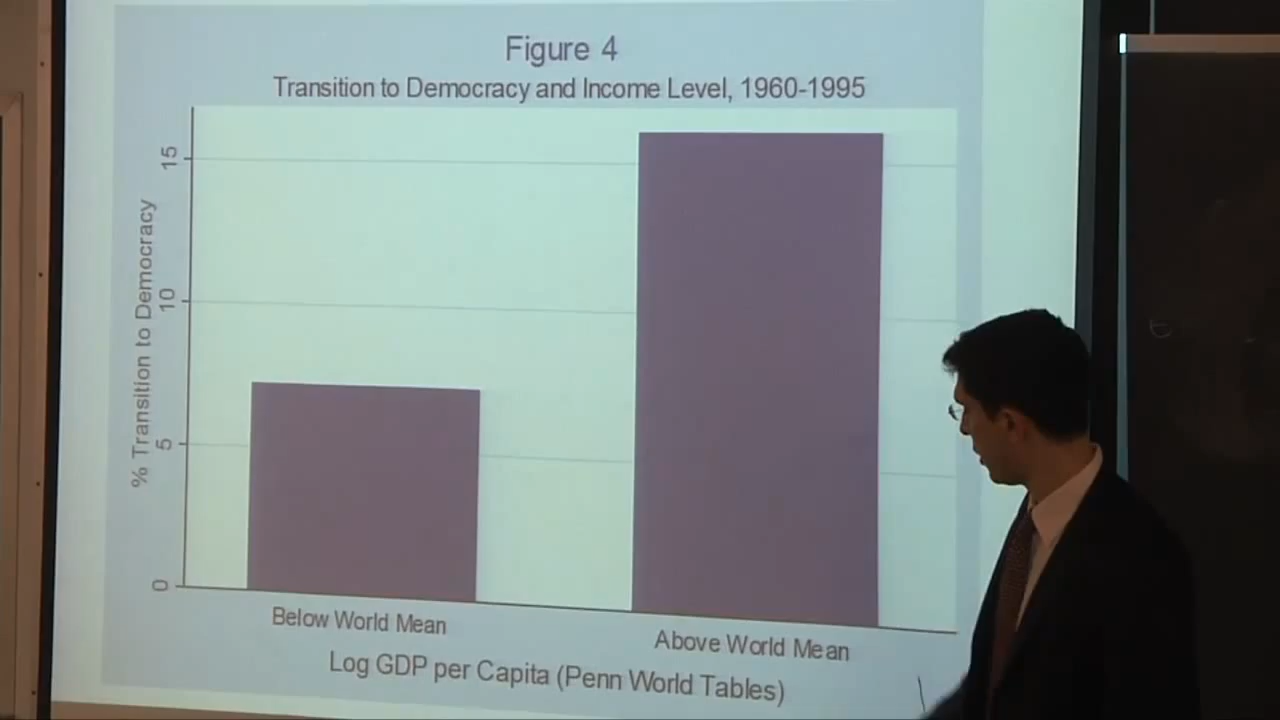 Figure 4
Transition to Democracy and Income Level, 1960-1995
% Transition to Democracy
15
10
5
0
Below World Mean
Above World Mean
Log GDP per Capita (Penn World Tables)